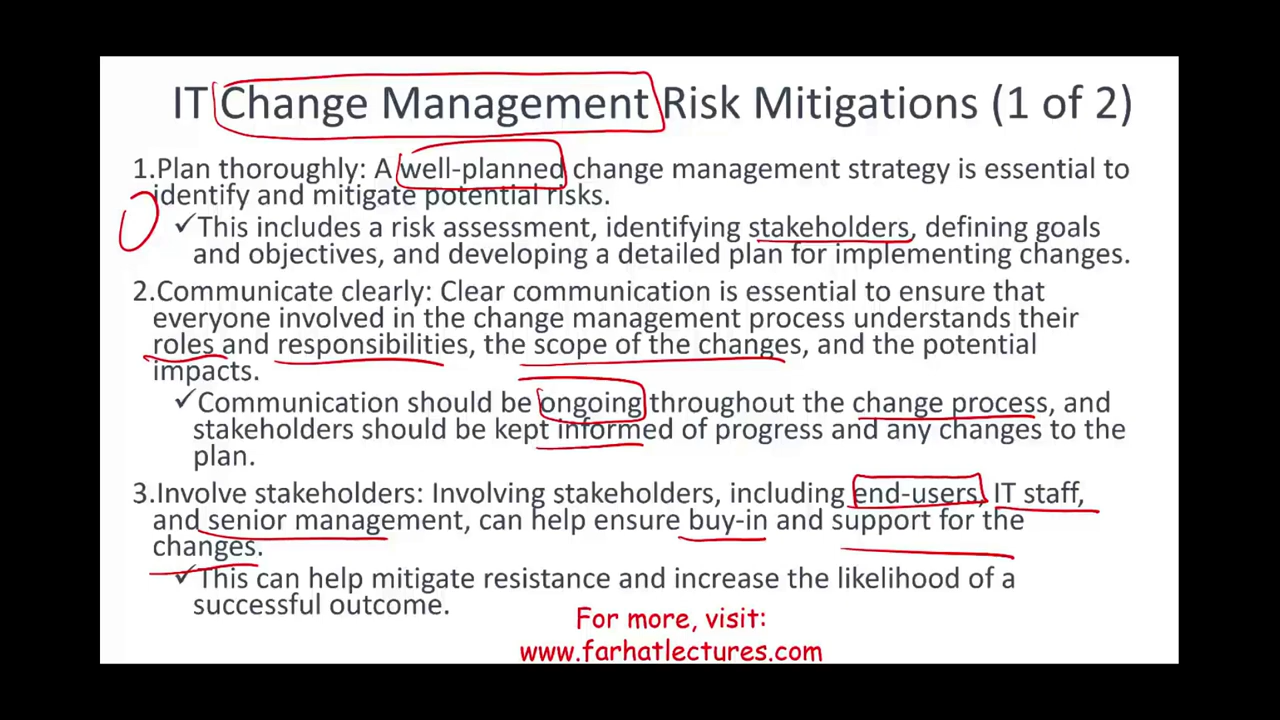 IT Change Management Risk Mitigations (1 of 2)
1.Plan thoroughly: A well-planned change management strategy is essential to
identify and mitigate potential risks.
✓This includes a risk assessment, identifying stakeholders, defining goals
and objectives, and developing a detailed plan for implementing changes.
2.Communicate clearly: Clear communication is essential to ensure that
everyone involved in the change management process understands their
roles and responsibilities, the scope of the changes, and the potential
impacts.
✓Communication should be ongoing throughout the change process, and
stakeholders should be kept informed of progress and any changes to the
plan.
3.Involve stakeholders: Involving stakeholders, including end-users, IT staff,
and senior management, can help ensure buy-in and support for the
changes.
✓This can help mitigate resistance and increase the likelihood of a
successful outcome.
For more, visit:
www.farhatlectures.com